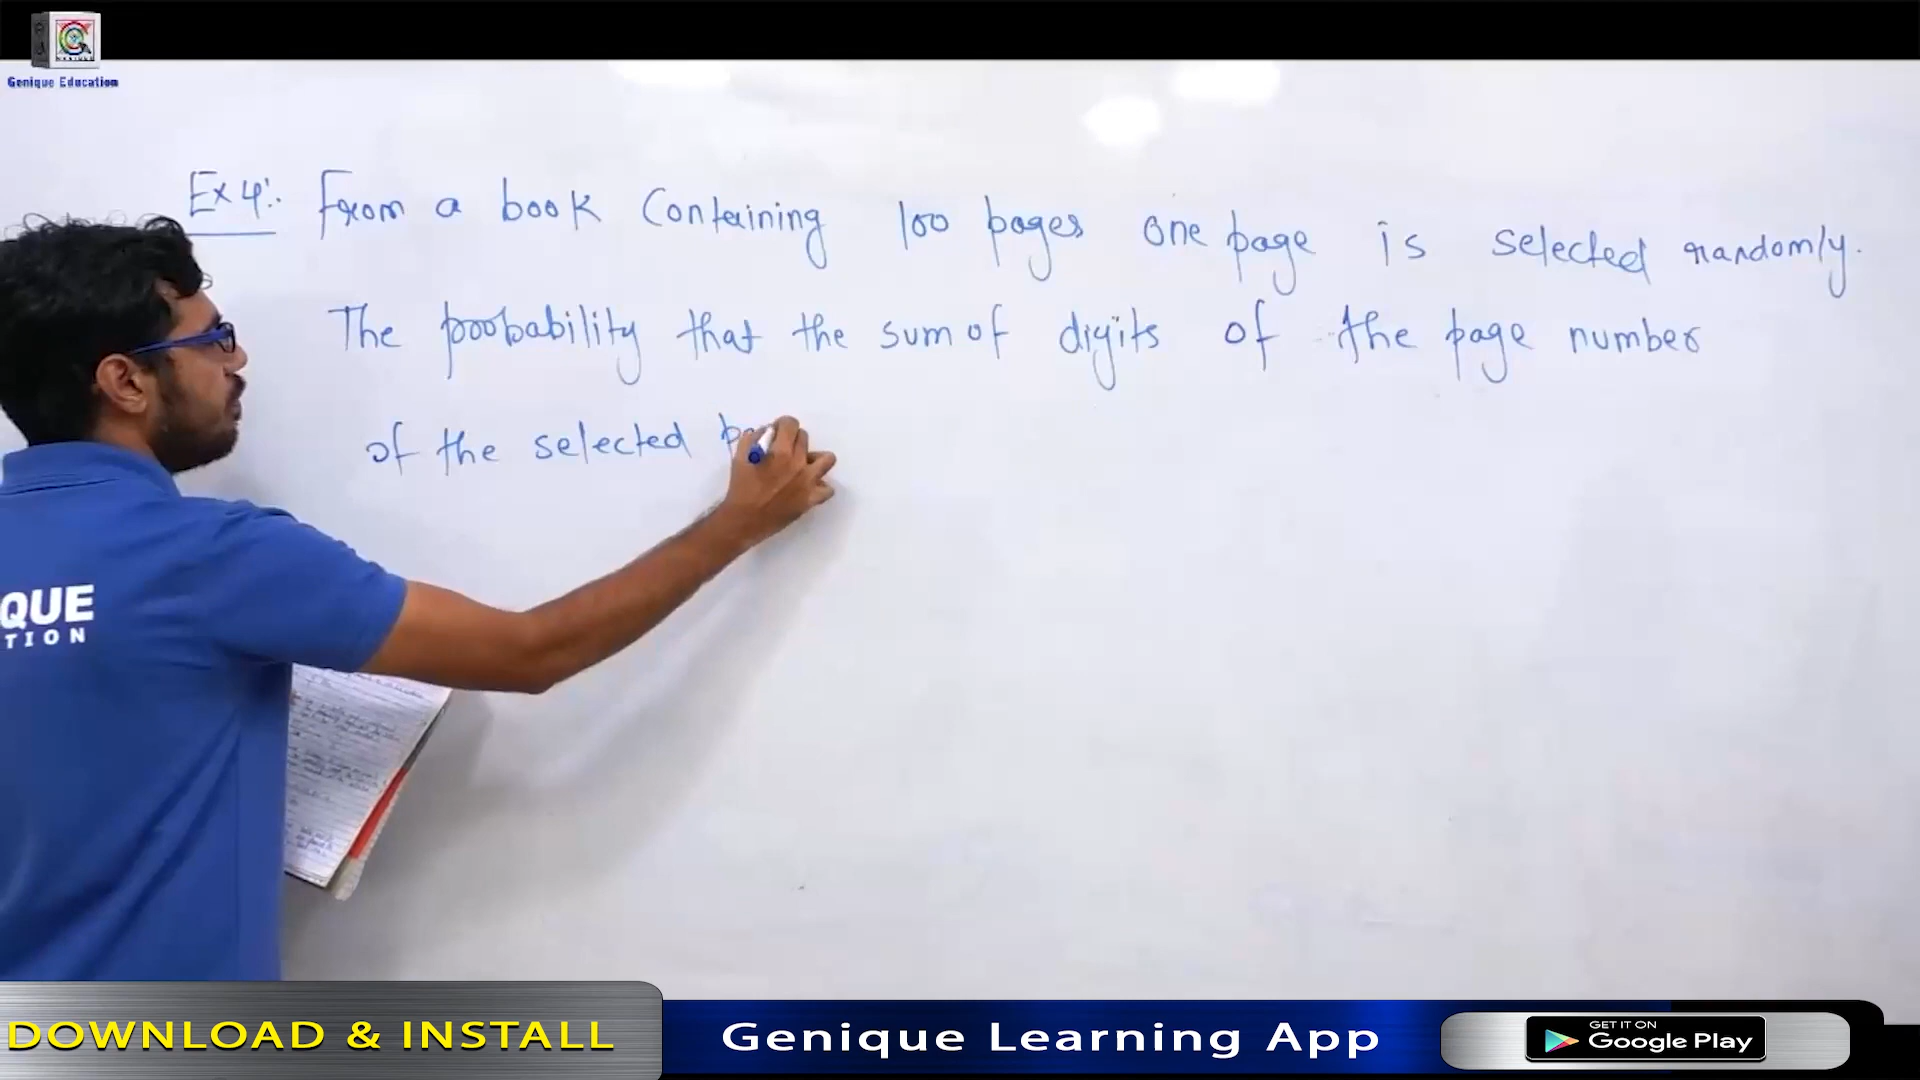 Genique Education
Ex 4:. From a book containing 100 pages one page is selected randomly.
The probability that the sum of digits of the page number
of the selected
QUE
TION
DOWNLOAD & INSTALL
Genique Learning App
GET IT ON
Google Play